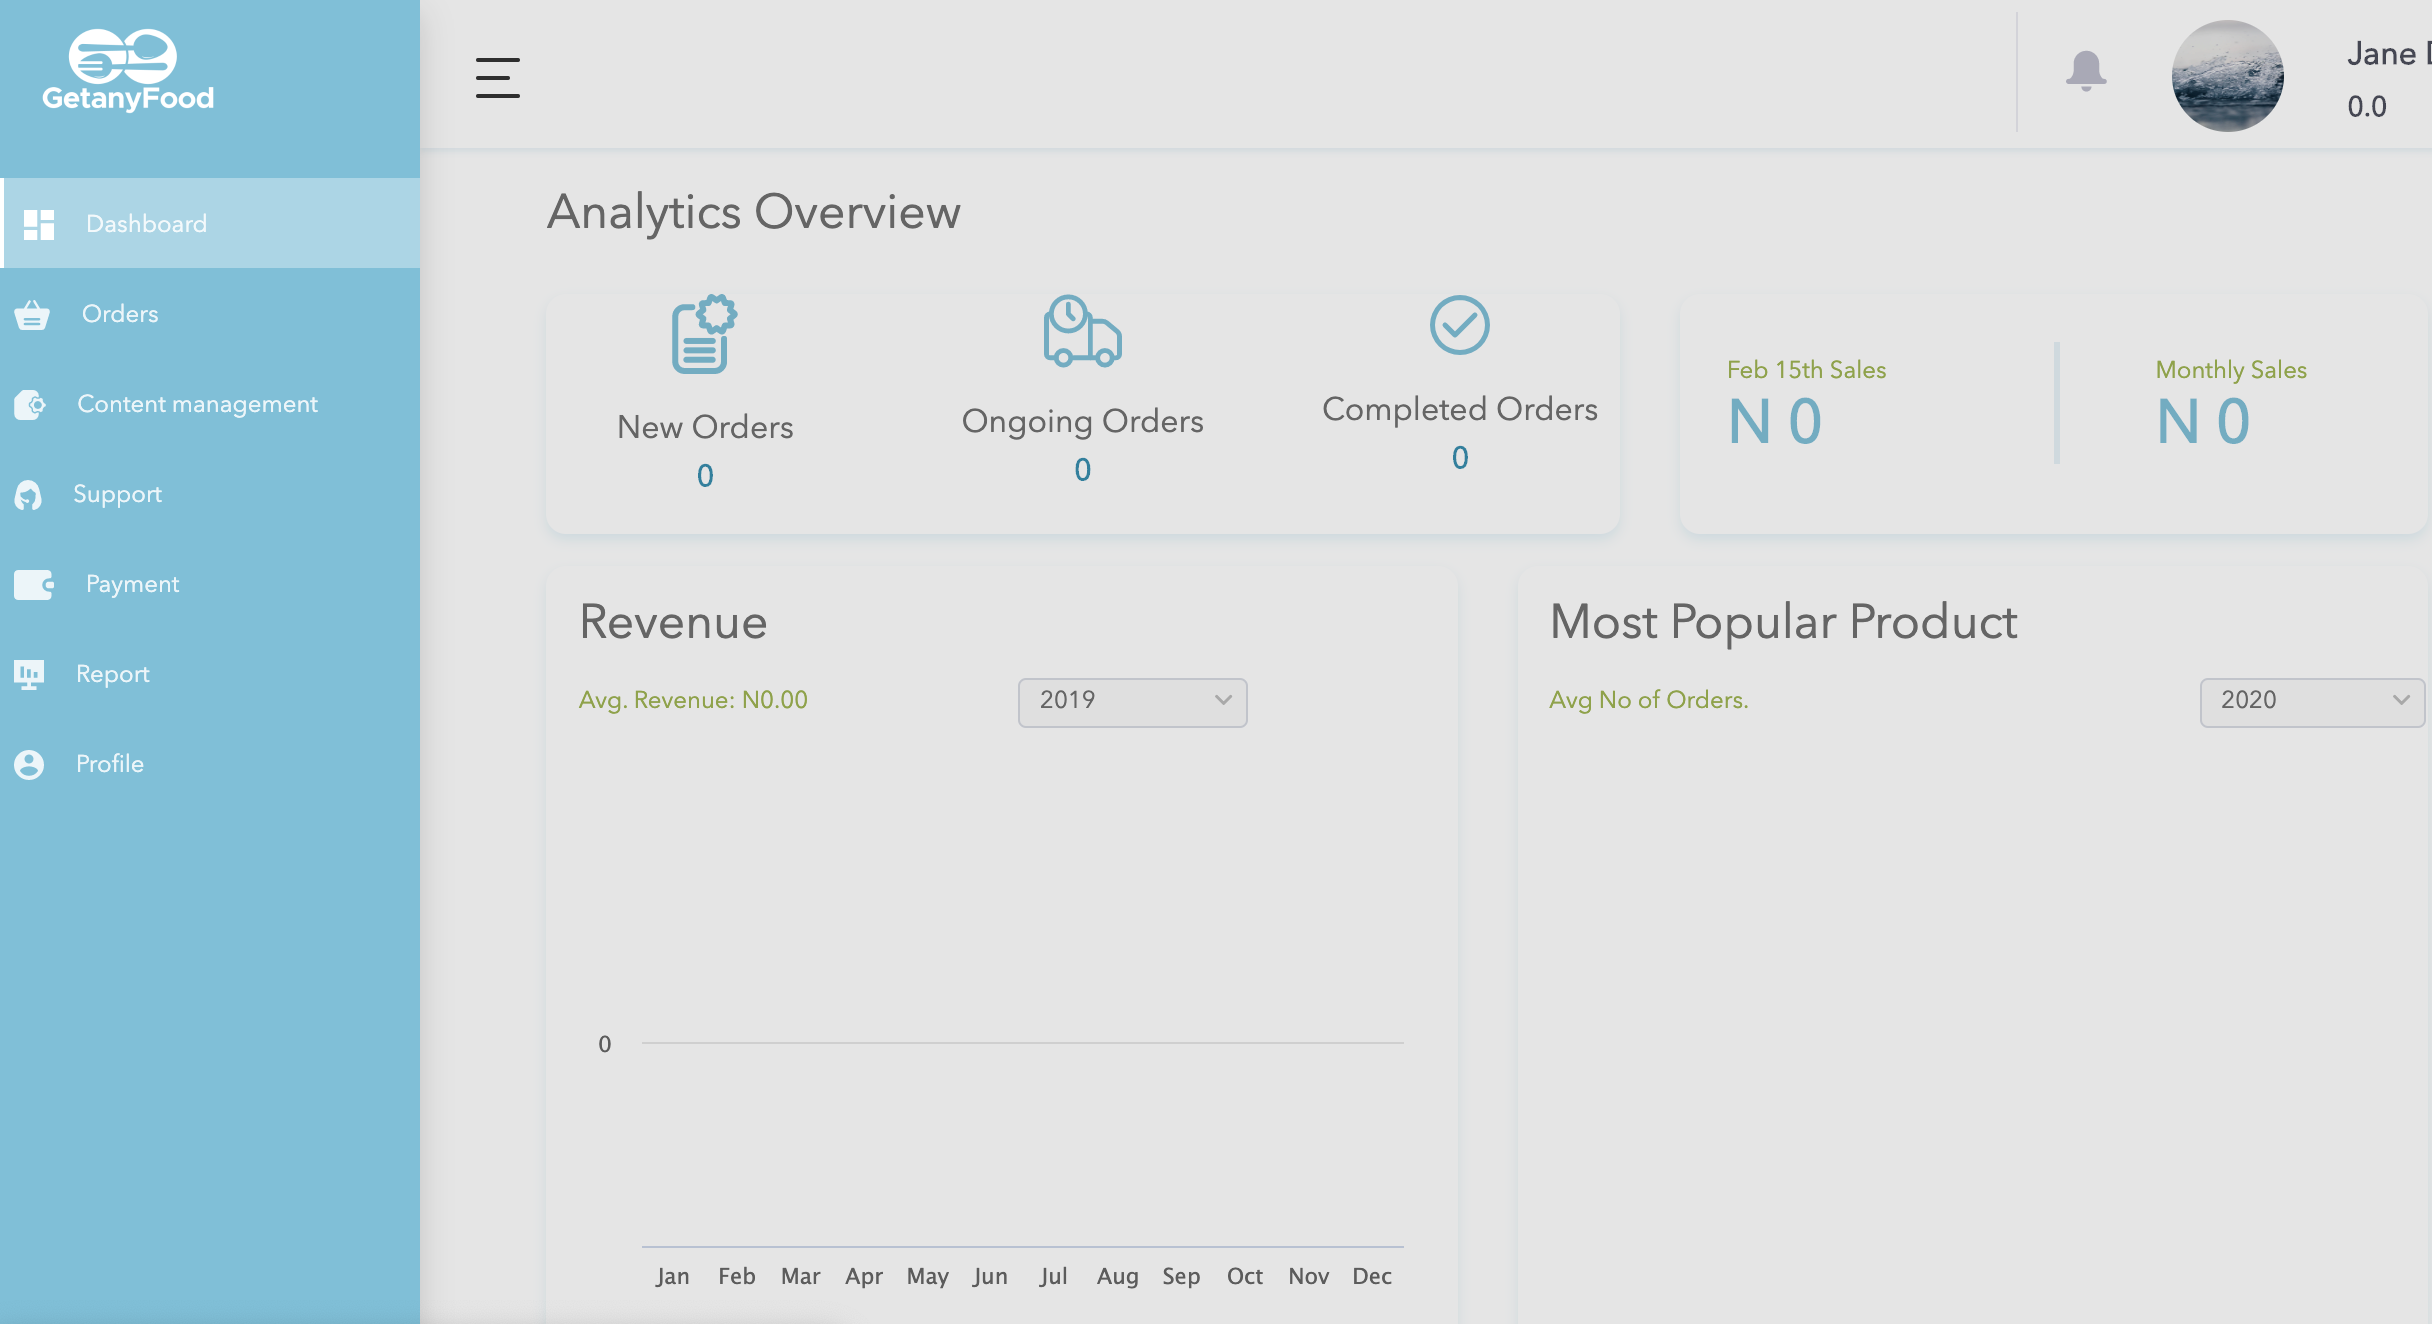 GetanyFood
Dashboard
Orders
Content management
Support
Payment
Report
Profile
Jane
0.0
Analytics Overview
New Orders
0
Ongoing Orders
0
Completed Orders
0
Feb 15th Sales
N 0
Monthly Sales
N 0
Revenue
Avg. Revenue: N0.00
2019
0
Jan Feb Mar Apr May Jun Jul Aug Sep Oct Nov Dec
Most Popular Product
Avg No of Orders.
2020